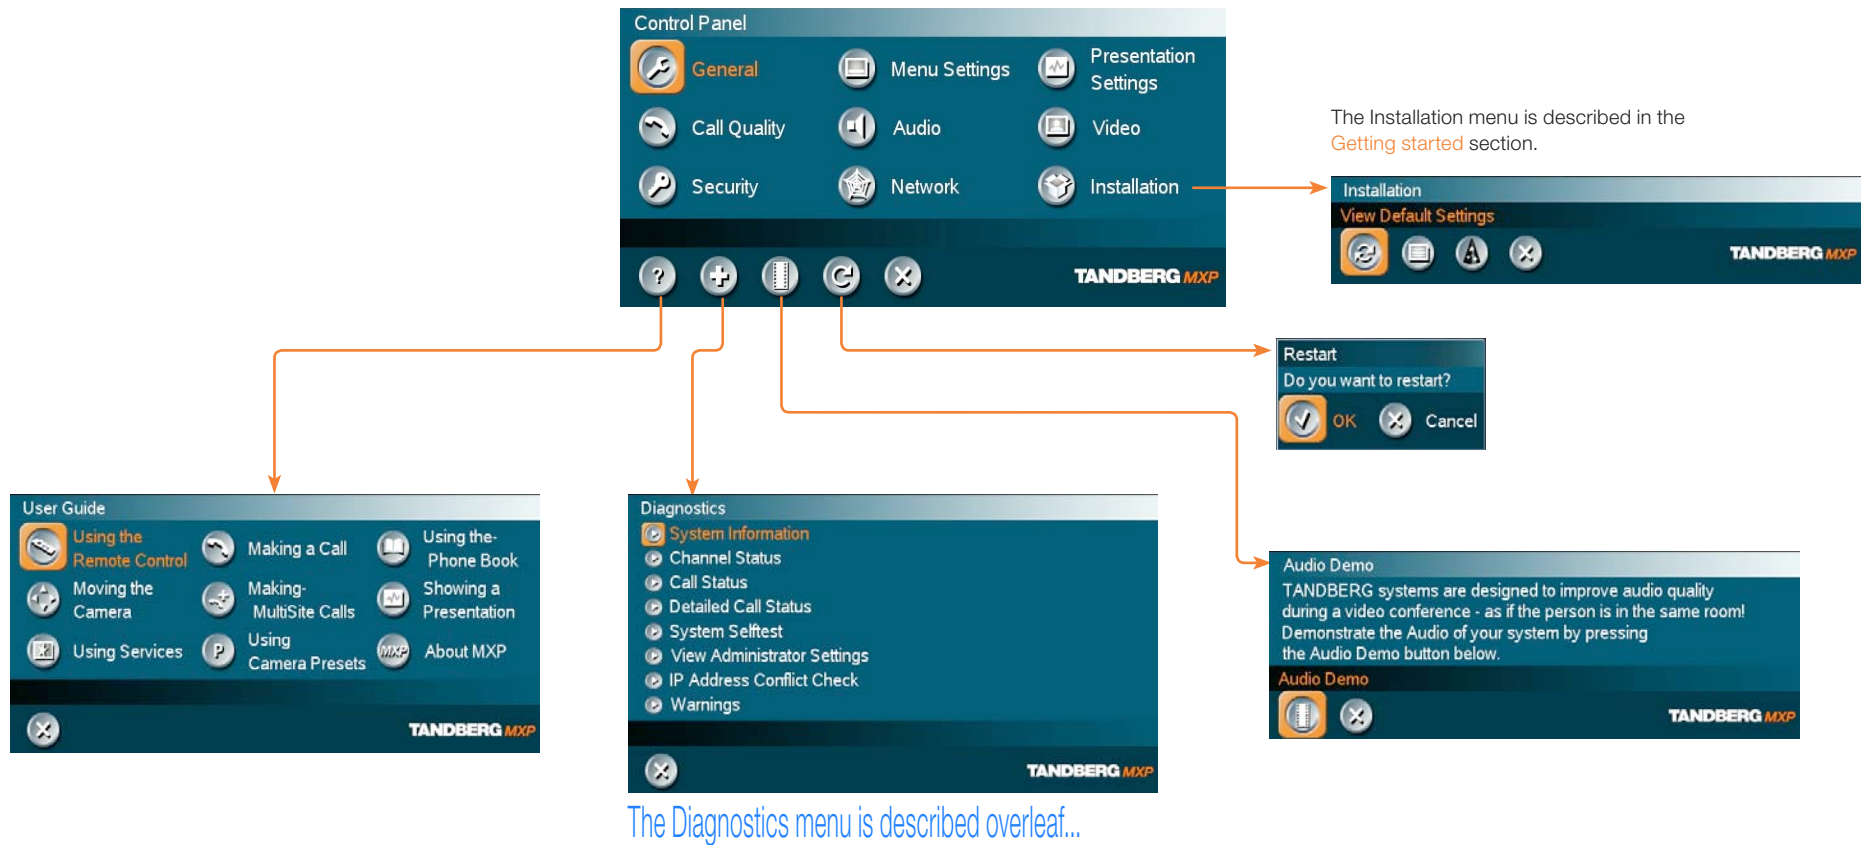 Control Panel
General
Menu Settings
Presentation
Settings
Call Quality
Audio
Video
Security
Network
Installation
?
TANDBERG MXP
The Installation menu is described in the
Getting started section.
Installation
View Default Settings
TANDBERG MXP
Restart
Do you want to restart?
OK
Cancel
User Guide
Using the
Remote Control
Making a Call
Using the-
Phone Book
Moving the
Camera
Making-
MultiSite Calls
Showing a
Presentation
Using Services
P
Using
Camera Presets
MXP
About MXP
TANDBERG MXP
Diagnostics
System Information
Channel Status
Call Status
Detailed Call Status
System Selftest
View Administrator Settings
IP Address Conflict Check
Warnings
TANDBERG MXP
The Diagnostics menu is described overleaf...
Audio Demo
TANDBERG systems are designed to improve audio quality
during a video conference - as if the person is in the same room!
Demonstrate the Audio of your system by pressing
the Audio Demo button below.
Audio Demo
TANDBERG MXP